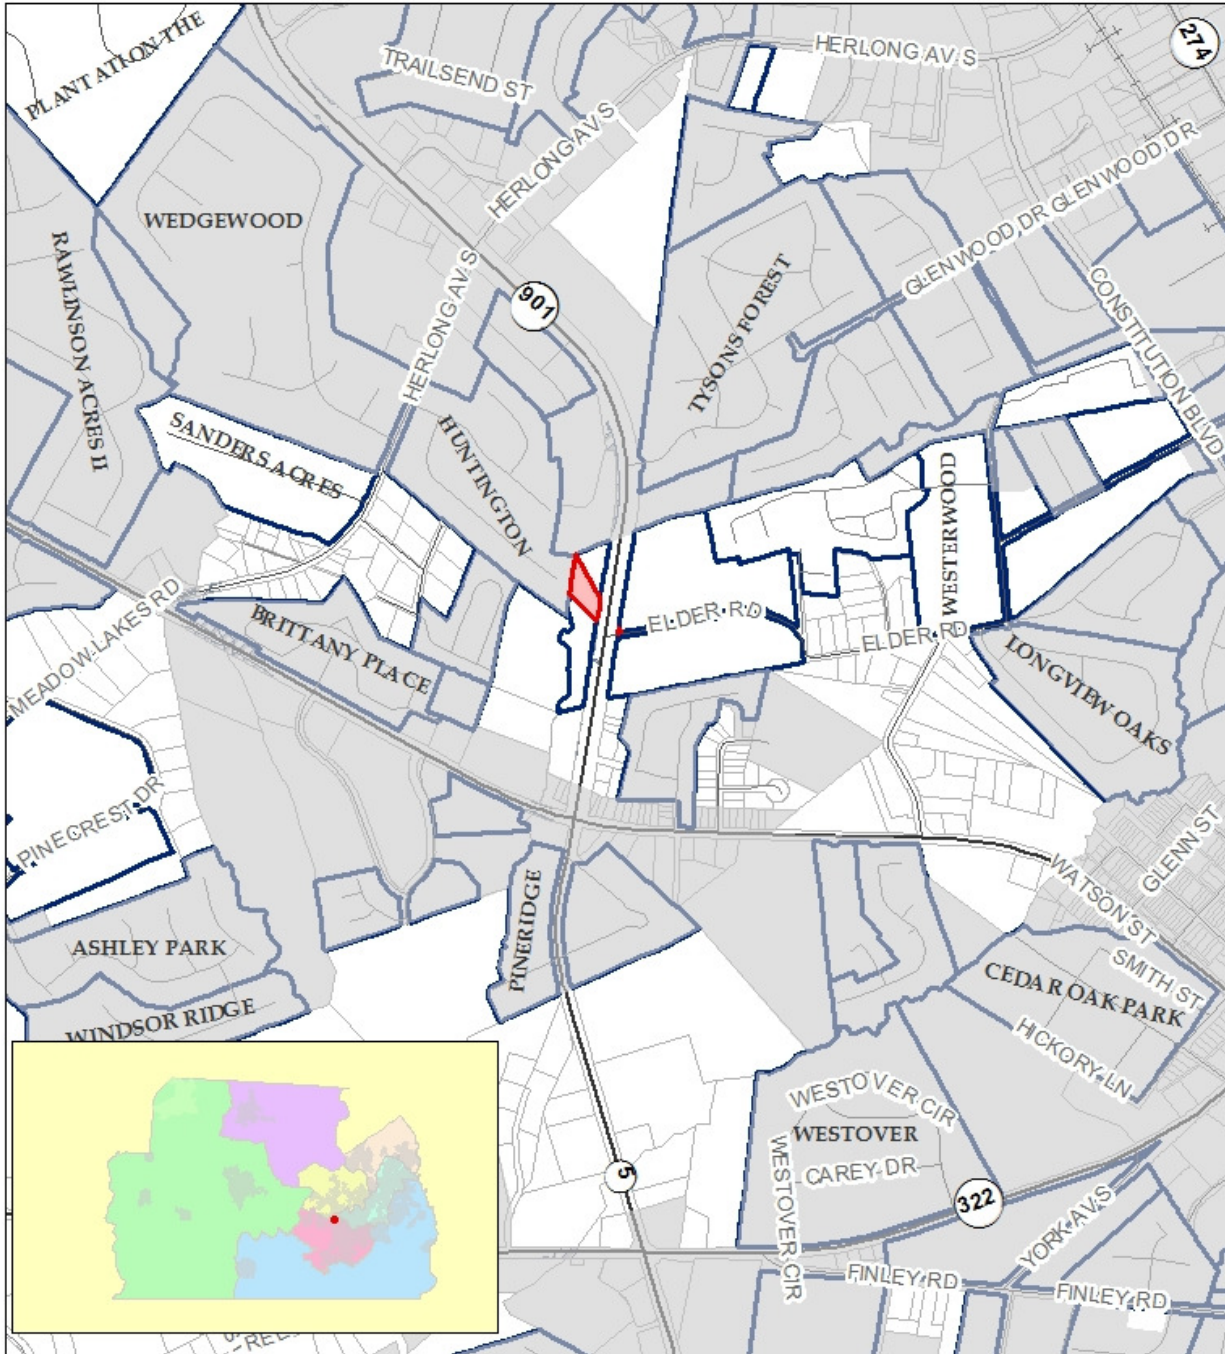 PLANTATION THE
TRAILSEND ST
HERLONG AV S
274
WEDGEWOOD
HERLONG AV S
GLENWOOD DR
GLENWOOD DR
RAWLINSON ACRES II
HERLONG AV S
901
TYSONS FOREST
CONSTITUTION BLVD
SANDERS ACRES
HUNTINGTON
WESTERWOOD
MEADOW LAKES RD
BRITTANY PLACE
ELDER RD
ELDER RD
LONGVIEW OAKS
PINECREST DR
GLENN ST
WATSON ST
PINERIDGE
ASHLEY PARK
SMITH ST
CEDAR OAK PARK
WINDSOR RIDGE
HICKORY LN
WESTOVER CIR
WESTOVER
CAREY DR
5
322
WESTOVER CIR
YORK AV S
FINLEY RD
FINLEY RD